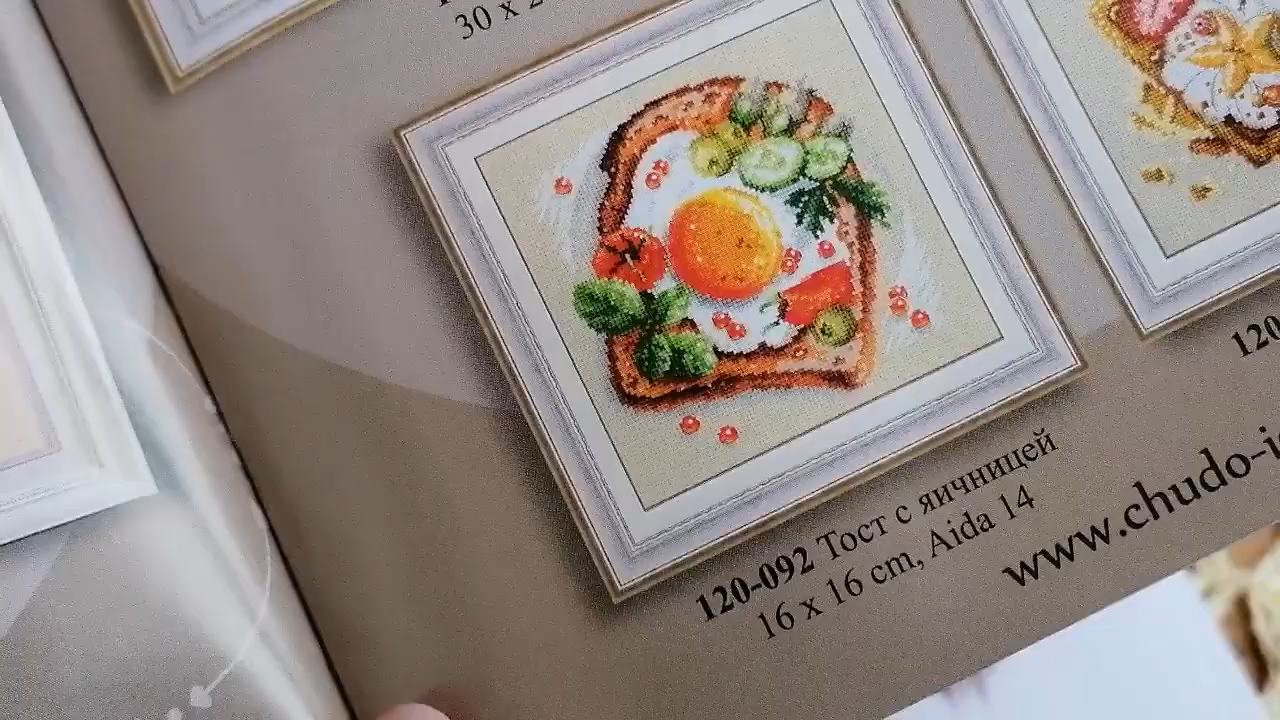 30 x 2
120-092 Тост с яичницей
16 x 16 cm, Aida 14
120
www.chudo-i